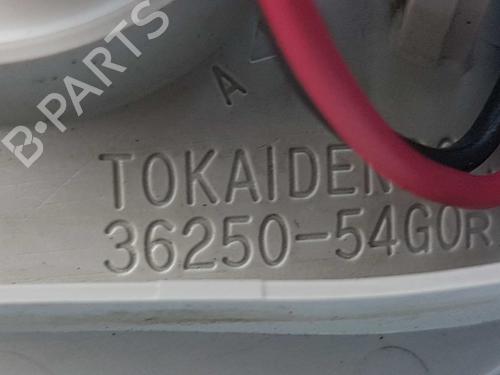 B·PARTS
A
TOKAIDEN
36250-54G0R